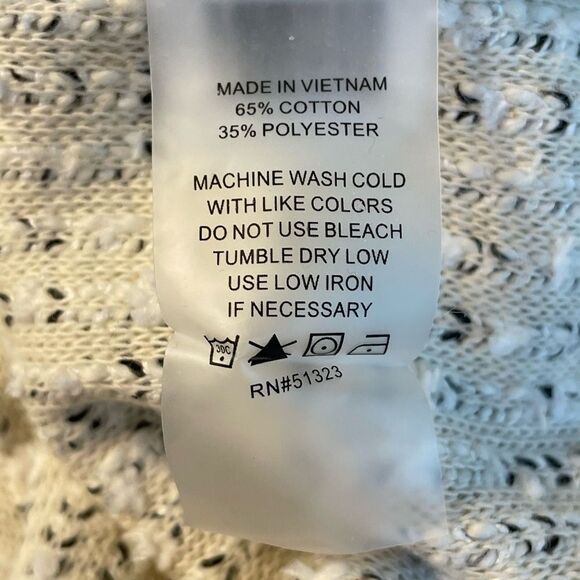 MADE IN VIETNAM
65% COTTON
35% POLYESTER
MACHINE WASH COLD
WITH LIKE COLORS
DO NOT USE BLEACH
TUMBLE DRY LOW
USE LOW IRON
IF NECESSARY
30C
RN#51323